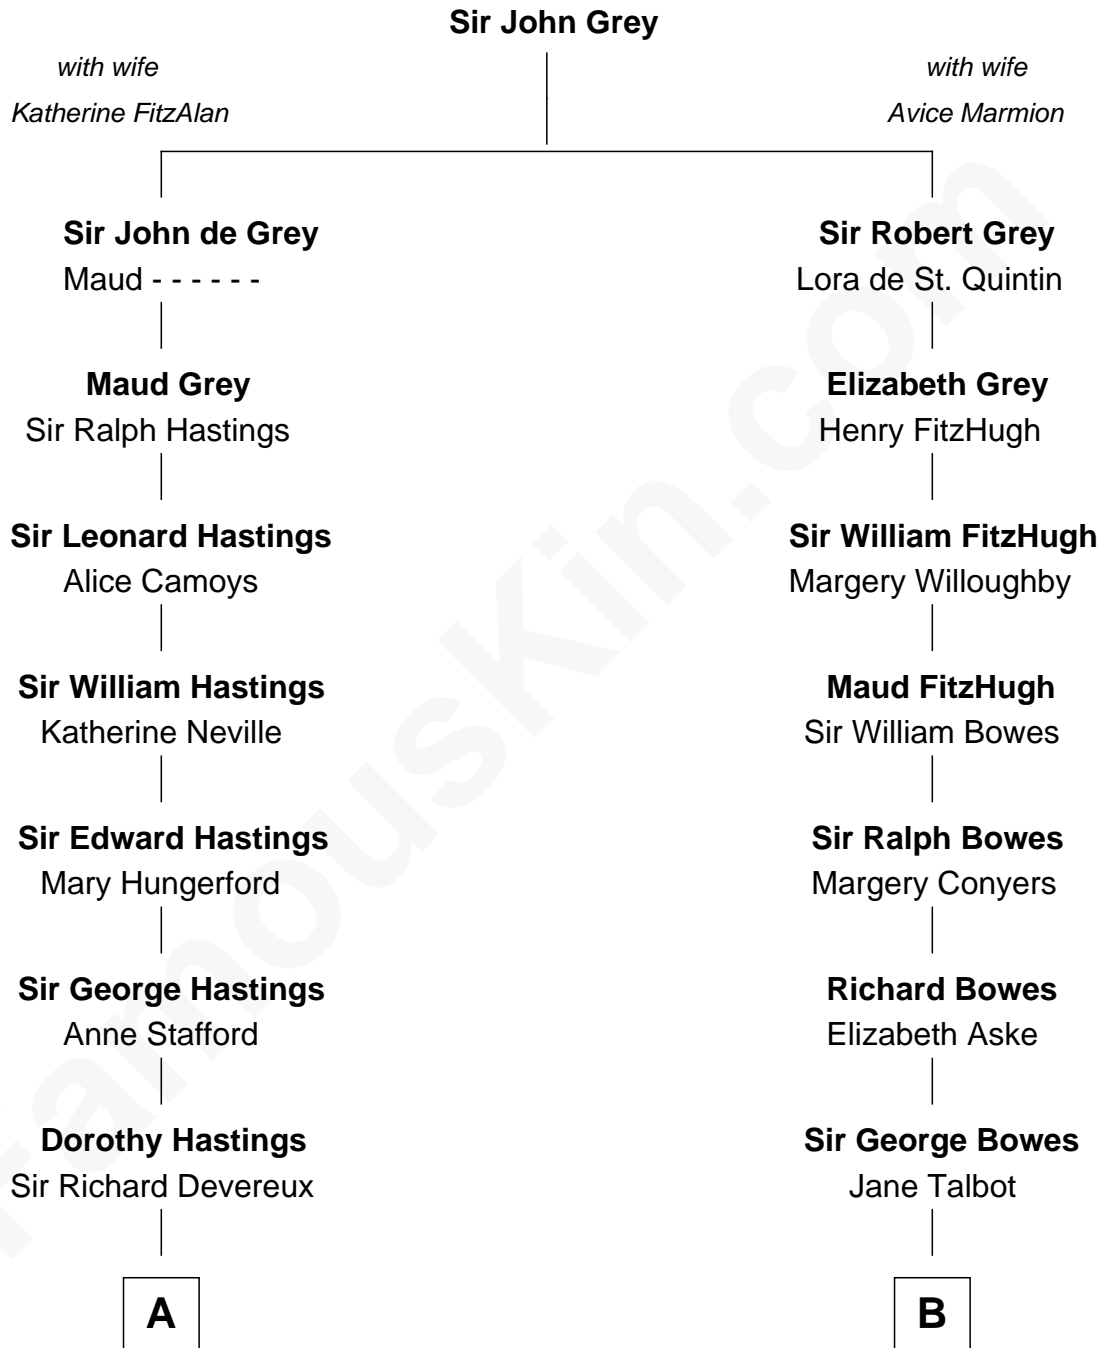 Sir John Grey
with wife
Katherine FitzAlan
with wife
Avice Marmion
Sir John de Grey
Maud - - - - - -
Sir Robert Grey
Lora de St. Quintin
Maud Grey
Sir Ralph Hastings
Elizabeth Grey
Henry FitzHugh
Sir Leonard Hastings
Alice Camoys
Sir William FitzHugh
Margery Willoughby
Sir William Hastings
Katherine Neville
Maud FitzHugh
Sir William Bowes
Sir Edward Hastings
Mary Hungerford
Sir Ralph Bowes
Margery Conyers
Sir George Hastings
Anne Stafford
Richard Bowes
Elizabeth Aske
Dorothy Hastings
Sir Richard Devereux
Sir George Bowes
Jane Talbot
A
B
FamousKin.com